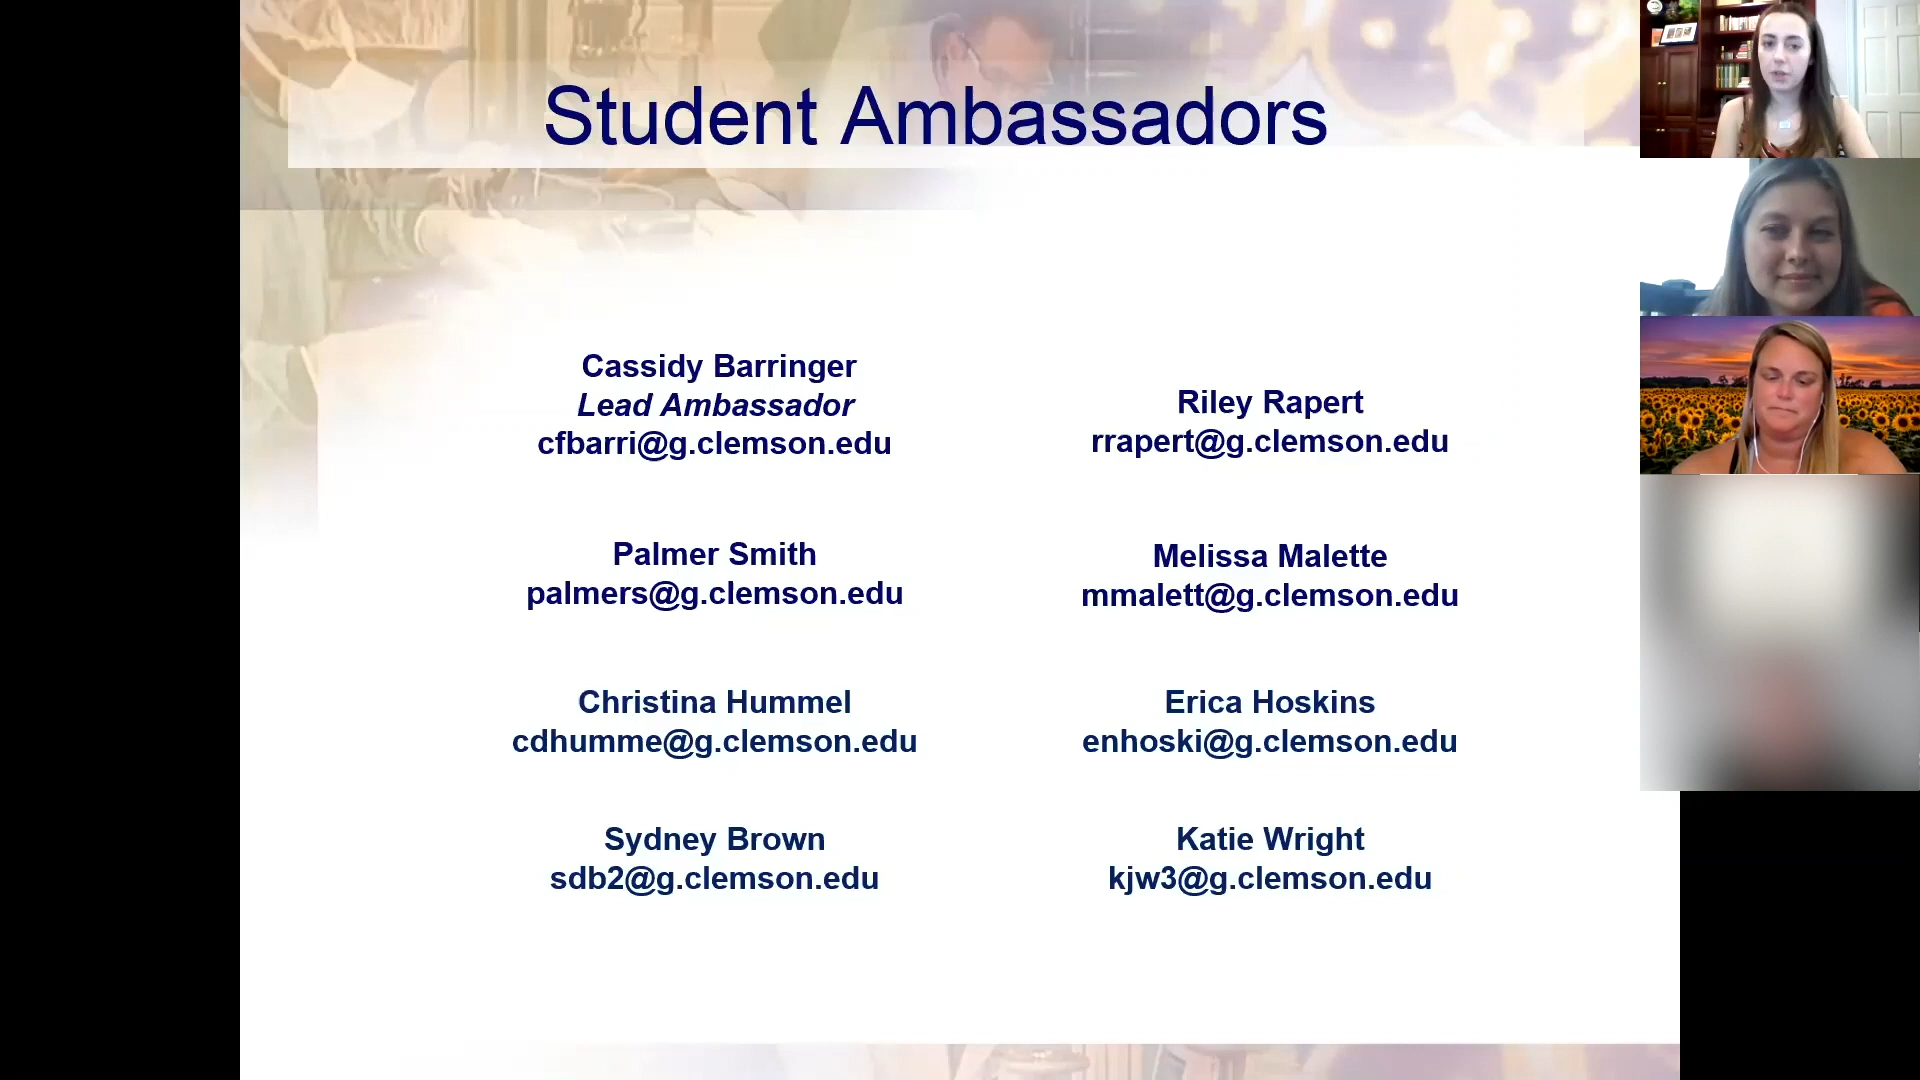 Student Ambassadors
Cassidy Barringer
Lead Ambassador
cfbarri@g.clemson.edu
Riley Rapert
rrapert@g.clemson.edu
Palmer Smith
palmers@g.clemson.edu
Melissa Malette
mmalett@g.clemson.edu
Christina Hummel
cdhumme@g.clemson.edu
Erica Hoskins
enhoski@g.clemson.edu
Sydney Brown
sdb2@g.clemson.edu
Katie Wright
kjw3@g.clemson.edu